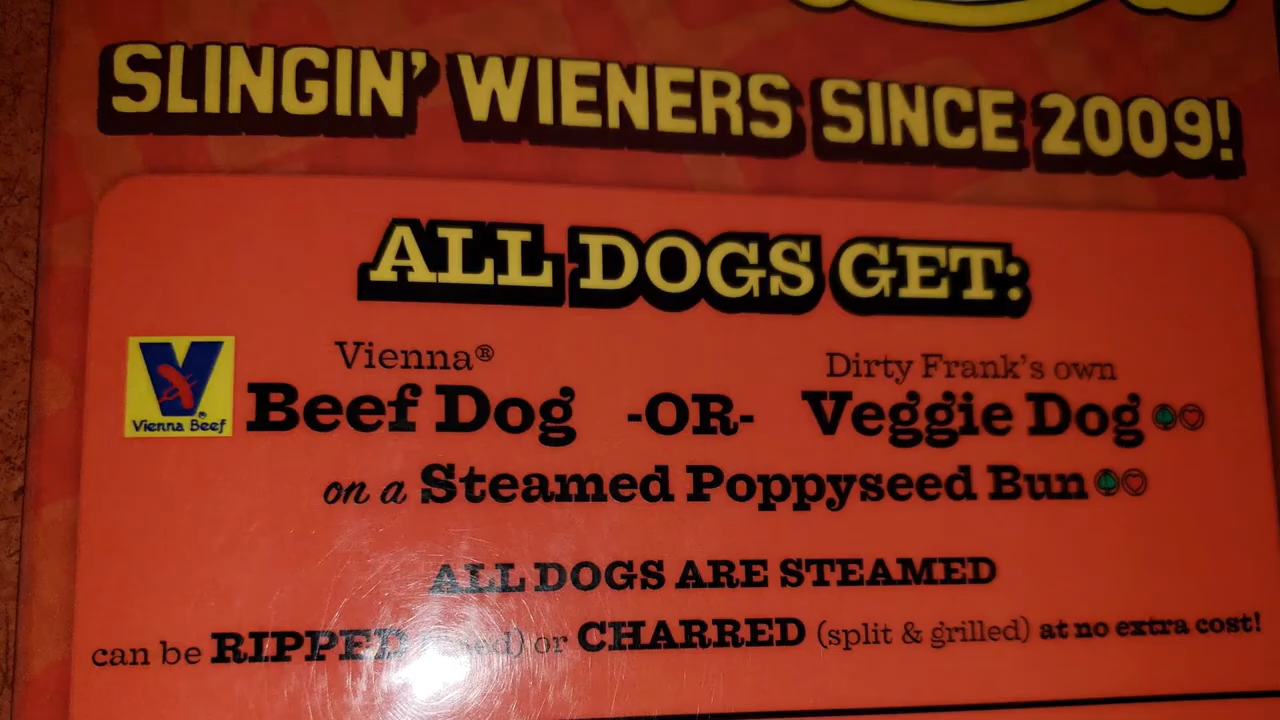 SLINGIN' WIENERS SINCE 2009!
ALL DOGS GET:
Vienna®
Beef Dog
Vienna Beef®
-OR-
Dirty Frank's own
Veggie Dog
on a Steamed Poppyseed Bun
ALL DOGS ARE STEAMED
can be RIPPED or CHARRED (split & grilled) at no extra cost!